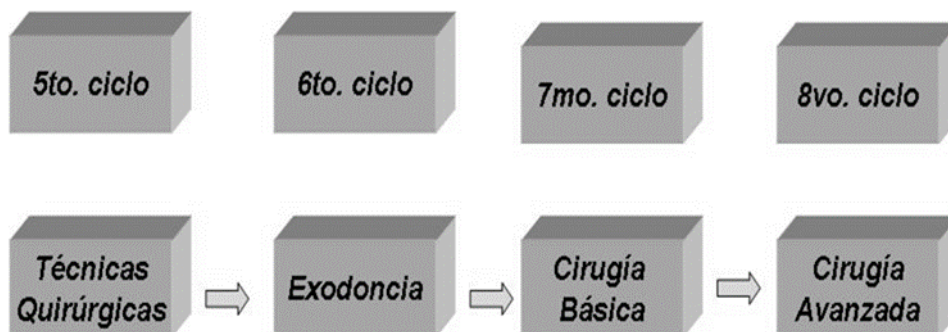 5to. ciclo
6to. ciclo
7mo. ciclo
8vo. ciclo
Técnicas
Quirúrgicas
Exodoncia
Cirugía
Básica
Cirugía
Avanzada